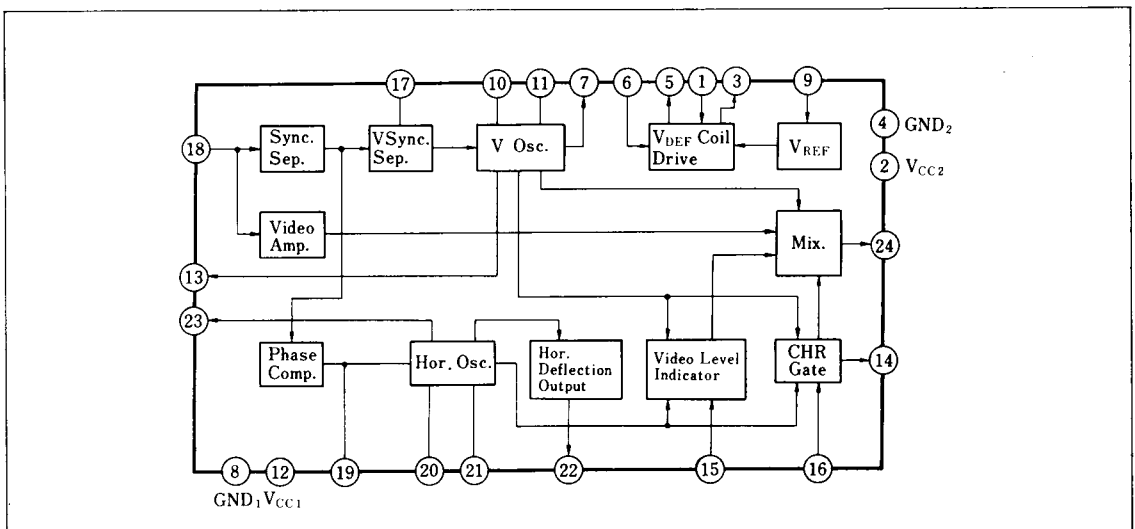 17
10
11
7
6
5
1
3
9
4
GND2
18
Sync.
Sep.
VSync.
Sep.
V Osc.
VDEF Coil
Drive
VREF
2
VCC2
Video
Amp.
Mix.
24
13
23
Phase
Comp.
Hor. Osc.
Hor.
Deflection
Output
Video Level
Indicator
CHR
Gate
14
8
12
19
20
21
22
15
16
GND1 VCC1